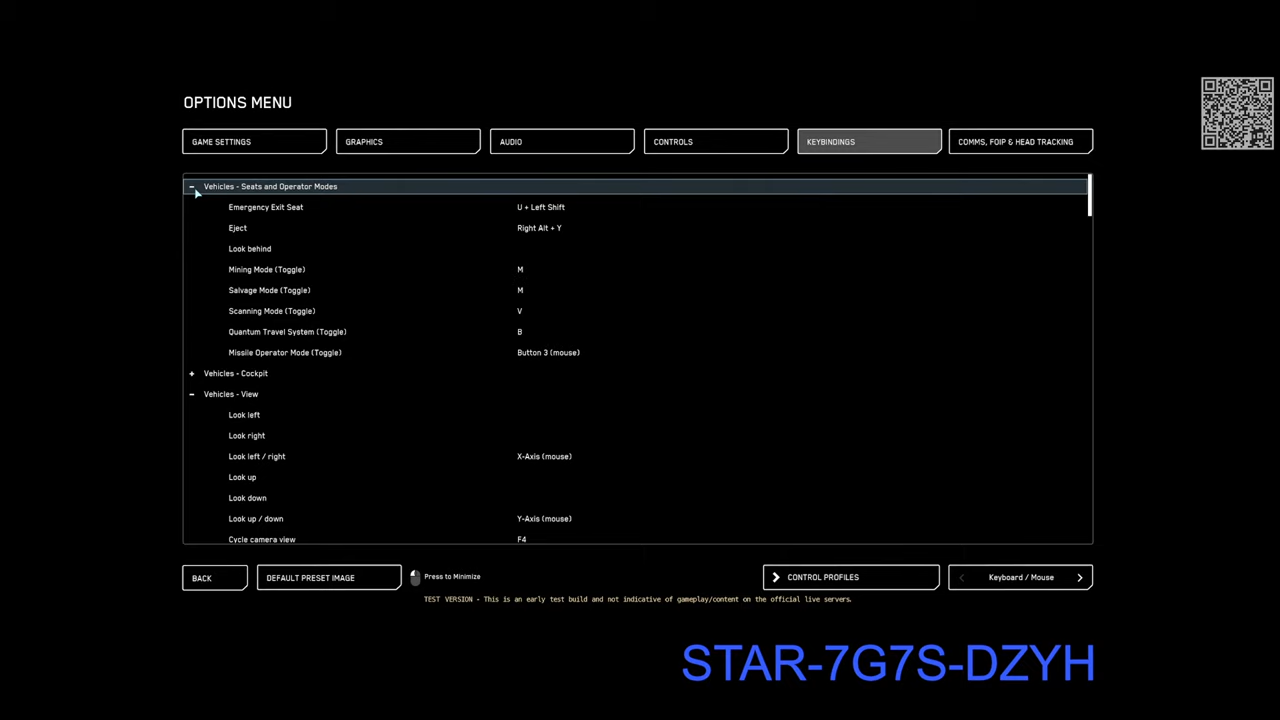 OPTIONS MENU
GAME SETTINGS
GRAPHICS
AUDIO
CONTROLS
KEYBINDINGS
COMMS, FOIP & HEAD TRACKING
− Vehicles - Seats and Operator Modes
Emergency Exit Seat U + Left Shift
Eject Right Alt + Y
Look behind
Mining Mode (Toggle) M
Salvage Mode (Toggle) M
Scanning Mode (Toggle) V
Quantum Travel System (Toggle) B
Missile Operator Mode (Toggle) Button 3 (mouse)
+ Vehicles - Cockpit
− Vehicles - View
Look left
Look right
Look left / right X-Axis (mouse)
Look up
Look down
Look up / down Y-Axis (mouse)
Cycle camera view F4
BACK
DEFAULT PRESET IMAGE
Press to Minimize
CONTROL PROFILES
Keyboard / Mouse
TEST VERSION - This is an early test build and not indicative of gameplay/content on the official live servers.
STAR-7G7S-DZYH